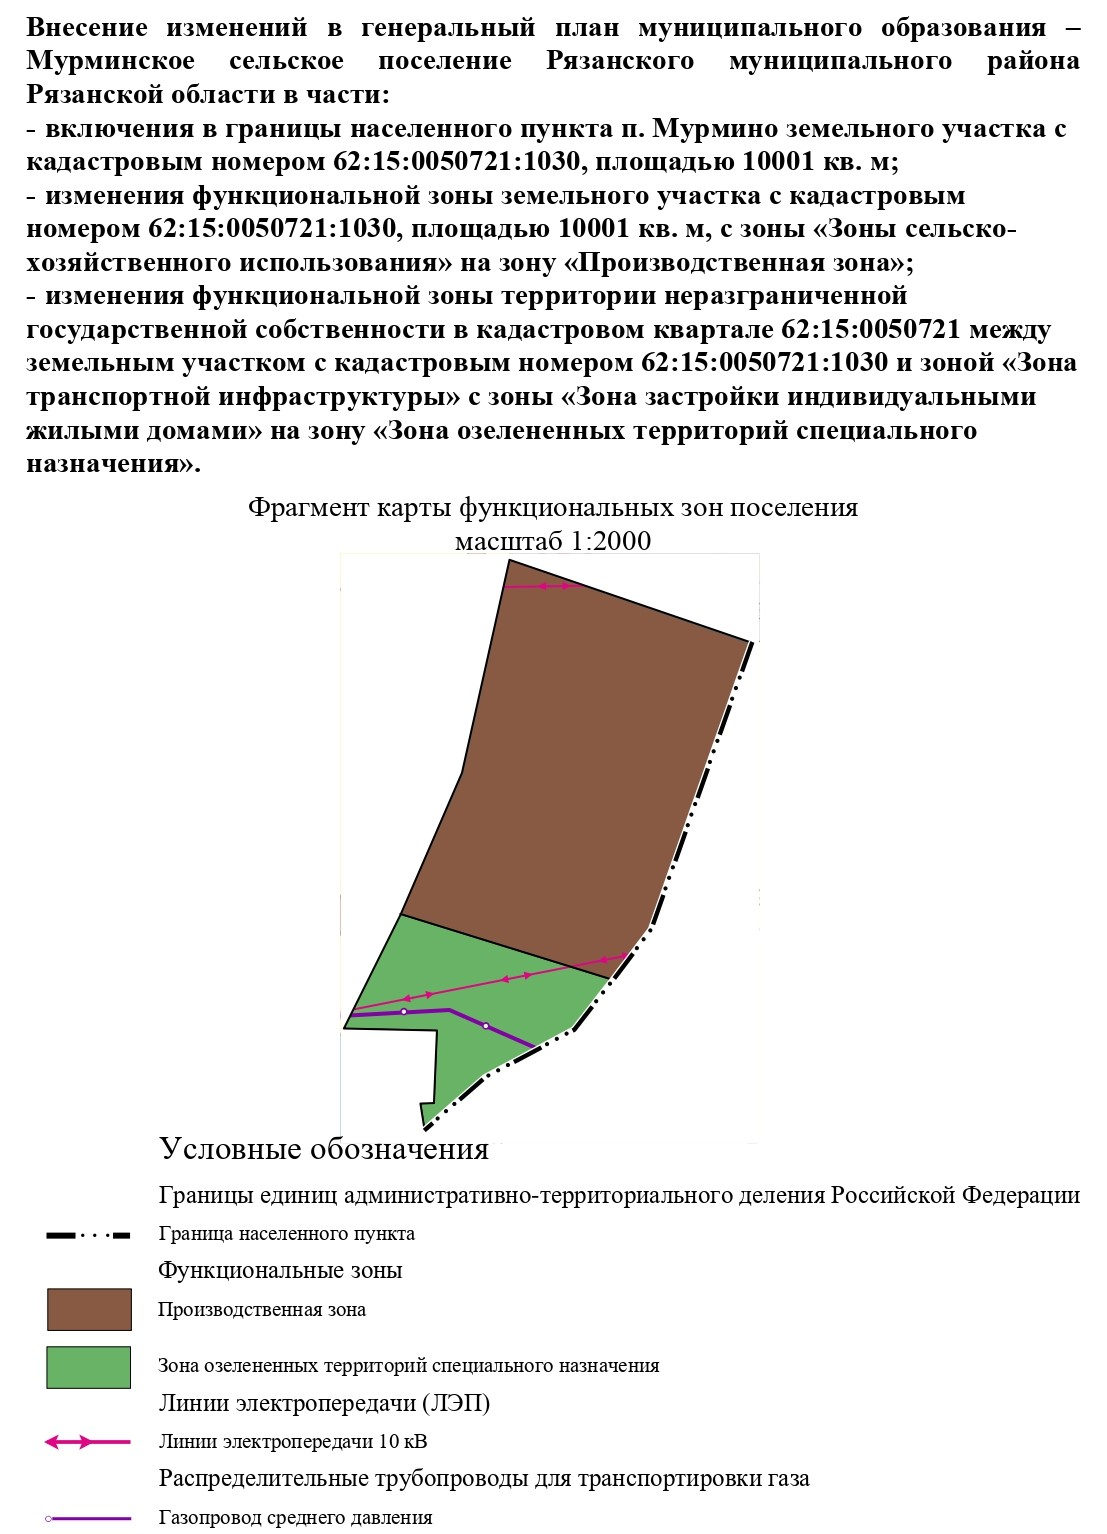 Внесение изменений в генеральный план муниципального образования –
Мурминское сельское поселение Рязанского муниципального района
Рязанской области в части:
- включения в границы населенного пункта п. Мурмино земельного участка с
кадастровым номером 62:15:0050721:1030, площадью 10001 кв. м;
- изменения функциональной зоны земельного участка с кадастровым
номером 62:15:0050721:1030, площадью 10001 кв. м, с зоны «Зоны сельско-
хозяйственного использования» на зону «Производственная зона»;
- изменения функциональной зоны территории неразграниченной
государственной собственности в кадастровом квартале 62:15:0050721 между
земельным участком с кадастровым номером 62:15:0050721:1030 и зоной «Зона
транспортной инфраструктуры» с зоны «Зона застройки индивидуальными
жилыми домами» на зону «Зона озелененных территорий специального
назначения».
Фрагмент карты функциональных зон поселения
масштаб 1:2000
Условные обозначения
Границы единиц административно-территориального деления Российской Федерации
Граница населенного пункта
Функциональные зоны
Производственная зона
Зона озелененных территорий специального назначения
Линии электропередачи (ЛЭП)
Линии электропередачи 10 кВ
Распределительные трубопроводы для транспортировки газа
Газопровод среднего давления